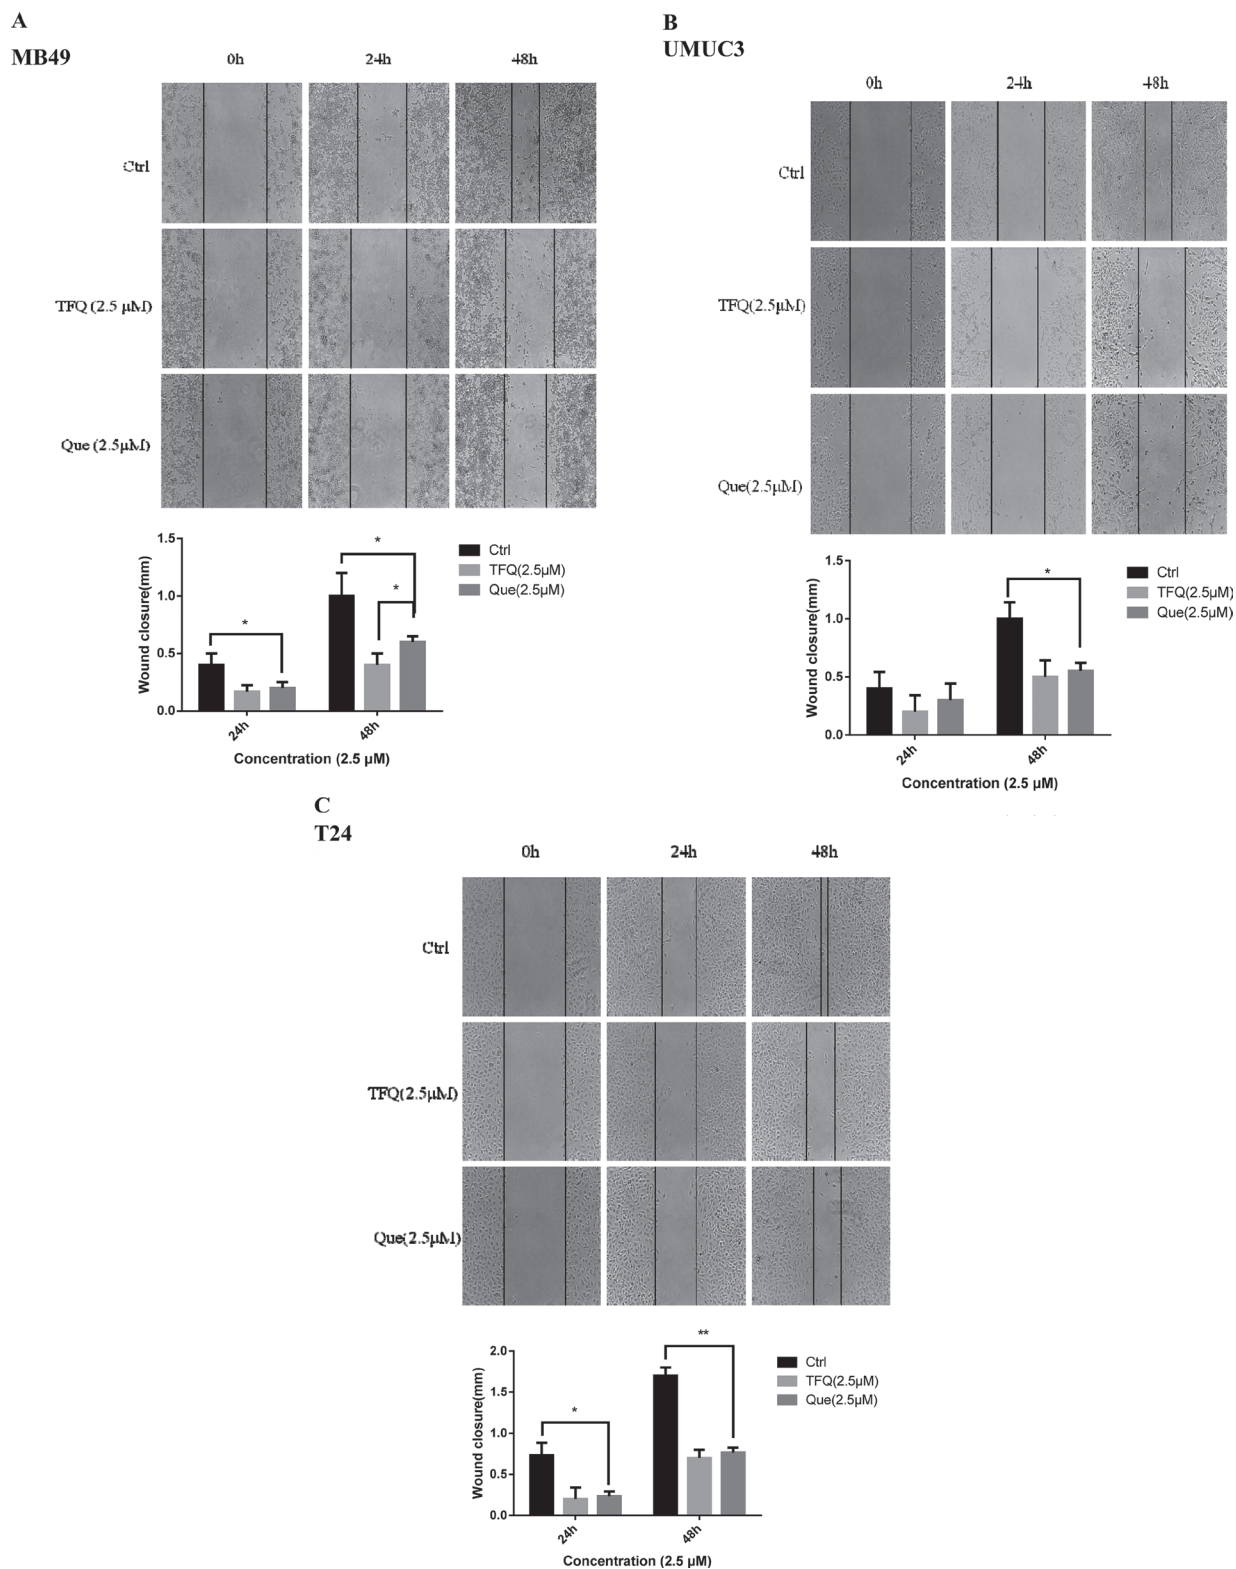 A
MB49
0h 24h 48h
Ctrl
TFQ (2.5 μM)
Que (2.5μM)
Wound closure(mm)
1.5
1.0
0.5
0.0
* * *
24h 48h
Concentration (2.5 μM)
Ctrl
TFQ(2.5μM)
Que(2.5μM)
B
UMUC3
0h 24h 48h
Ctrl
TFQ(2.5μM)
Que(2.5μM)
Wound closure(mm)
1.5
1.0
0.5
0.0
*
24h 48h
Concentration (2.5 μM)
Ctrl
TFQ(2.5μM)
Que(2.5μM)
C
T24
0h 24h 48h
Ctrl
TFQ(2.5μM)
Que(2.5μM)
Wound closure(mm)
2.0
1.5
1.0
0.5
0.0
* **
24h 48h
Concentration (2.5 μM)
Ctrl
TFQ(2.5μM)
Que(2.5μM)